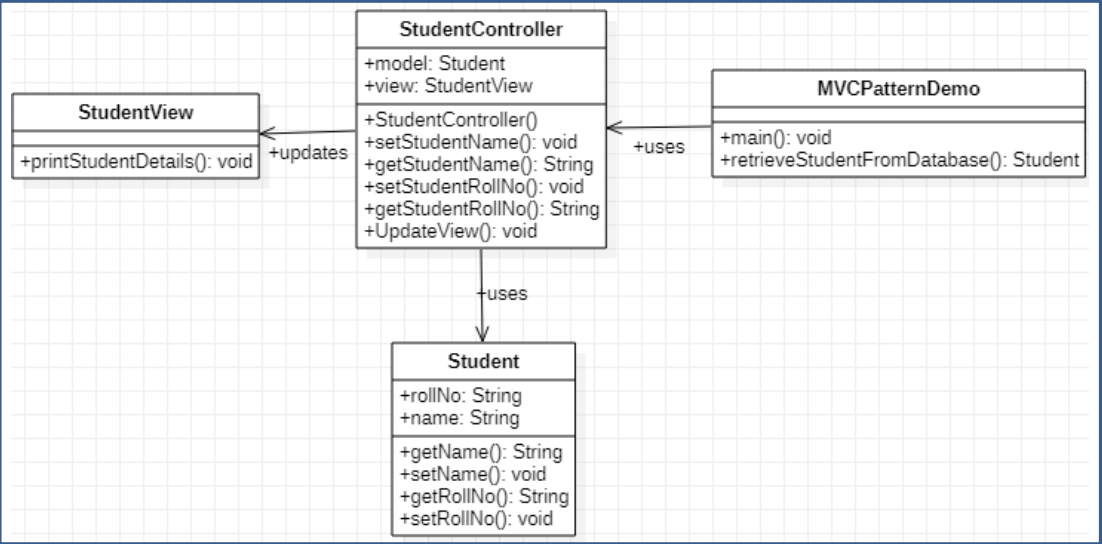 StudentController
+model: Student
+view: StudentView
+StudentController()
+setStudentName(): void
+getStudentName(): String
+setStudentRollNo(): void
+getStudentRollNo(): String
+UpdateView(): void
StudentView
+printStudentDetails(): void
+updates
MVCPatternDemo
+main(): void
+retrieveStudentFromDatabase(): Student
+uses
+uses
Student
+rollNo: String
+name: String
+getName(): String
+setName(): void
+getRollNo(): String
+setRollNo(): void